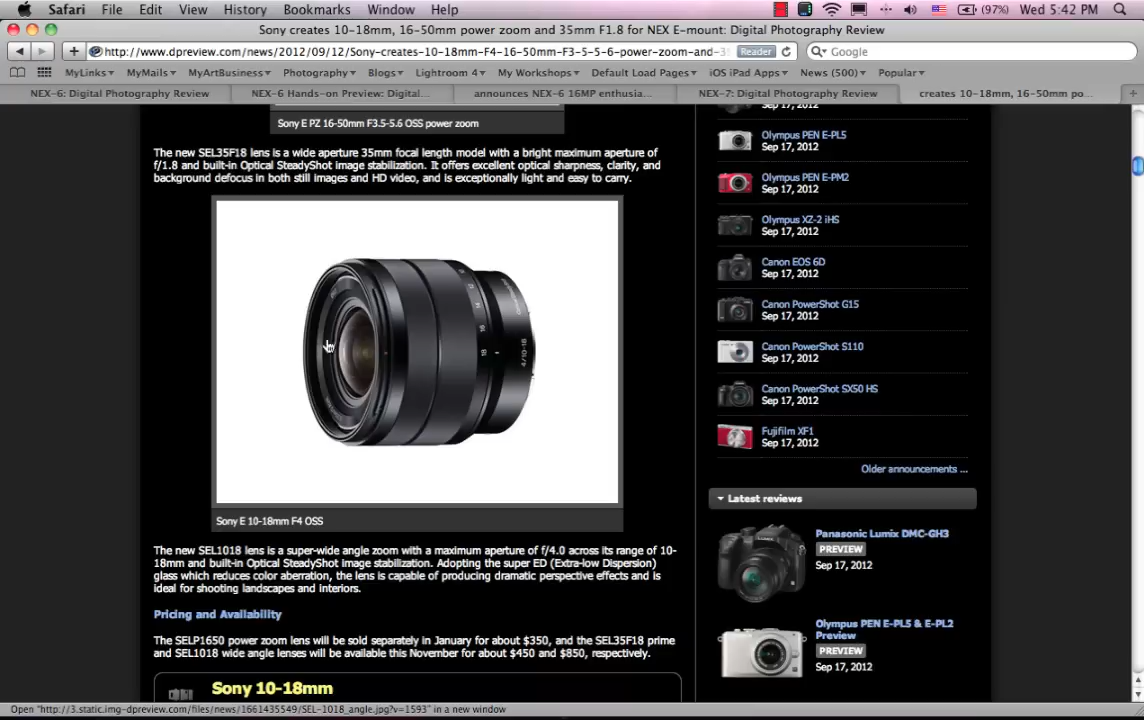 Safari File Edit View History Bookmarks Window Help (97%) Wed 5:42 PM
Sony creates 10-18mm, 16-50mm power zoom and 35mm F1.8 for NEX E-mount: Digital Photography Review
http://www.dpreview.com/news/2012/09/12/Sony-creates-10-18mm-F4-16-50mm-F3-5-5-6-power-zoom-and-3 Reader Google
MyLinks MyMails MyArtBusiness Photography Blogs Lightroom 4 My Workshops Default Load Pages iOS iPad Apps News (500) Popular
NEX-6: Digital Photography Review NEX-6 Hands-on Preview: Digital... announces NEX-6 16MP enthusia... NEX-7: Digital Photography Review creates 10-18mm, 16-50mm po...
Sony E PZ 16-50mm F3.5-5.6 OSS power zoom
The new SEL35F18 lens is a wide aperture 35mm focal length model with a bright maximum aperture of
f/1.8 and built-in Optical SteadyShot image stabilization. It offers excellent optical sharpness, clarity, and
background defocus in both still images and HD video, and is exceptionally light and easy to carry.
16
18
4/10-18
Sony E 10-18mm F4 OSS
The new SEL1018 lens is a super-wide angle zoom with a maximum aperture of f/4.0 across its range of 10-
18mm and built-in Optical SteadyShot image stabilization. Adopting the super ED (Extra-low Dispersion)
glass which reduces color aberration, the lens is capable of producing dramatic perspective effects and is
ideal for shooting landscapes and interiors.
Pricing and Availability
The SELP1650 power zoom lens will be sold separately in January for about $350, and the SEL35F18 prime
and SEL1018 wide angle lenses will be available this November for about $450 and $850, respectively.
Sony 10-18mm
Sep 17, 2012
Olympus PEN E-PL5
Sep 17, 2012
Olympus PEN E-PM2
Sep 17, 2012
Olympus XZ-2 iHS
Sep 17, 2012
Canon EOS 6D
Sep 17, 2012
Canon PowerShot G15
Sep 17, 2012
Canon PowerShot S110
Sep 17, 2012
Canon PowerShot SX50 HS
Sep 17, 2012
Fujifilm XF1
Sep 17, 2012
Older announcements ...
Latest reviews
Panasonic Lumix DMC-GH3
PREVIEW
Sep 17, 2012
Olympus PEN E-PL5 & E-PL2
Preview
PREVIEW
Sep 17, 2012
Open "http://3.static.img-dpreview.com/files/news/1661435549/SEL-1018_angle.jpg?v=1593" in a new window